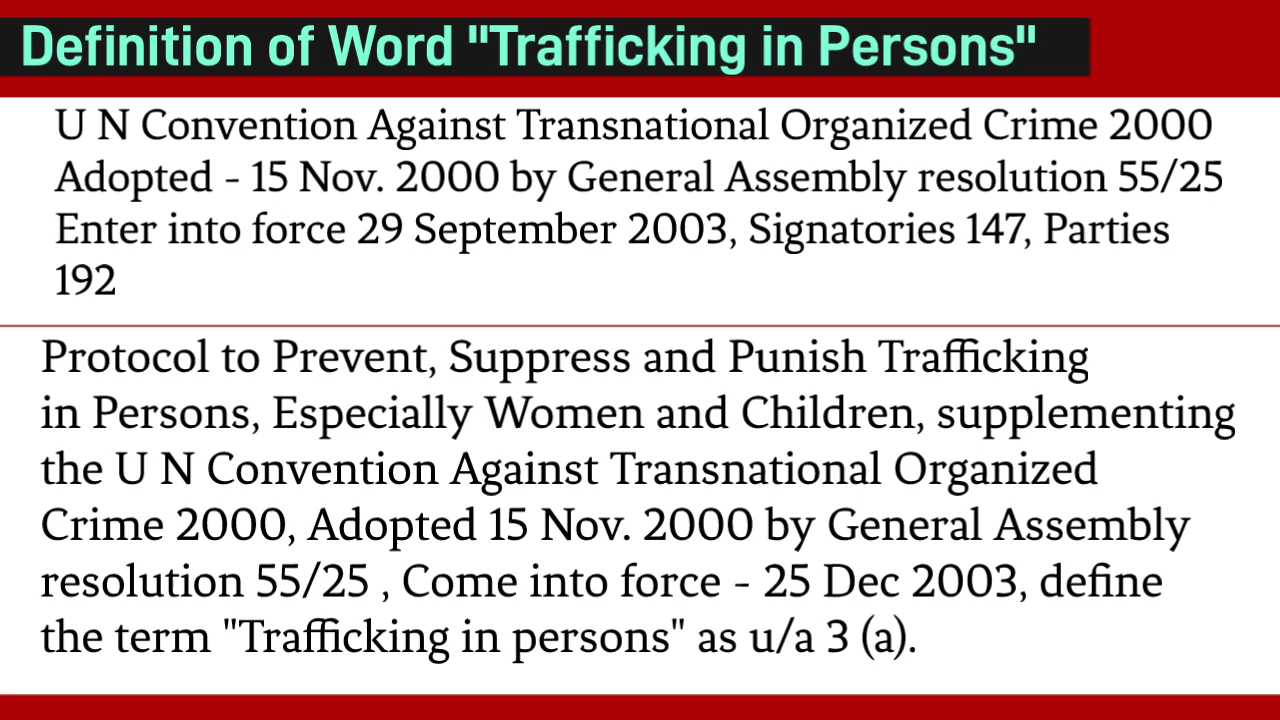 Definition of Word "Trafficking in Persons"
U N Convention Against Transnational Organized Crime 2000
Adopted - 15 Nov. 2000 by General Assembly resolution 55/25
Enter into force 29 September 2003, Signatories 147, Parties
192
Protocol to Prevent, Suppress and Punish Trafficking
in Persons, Especially Women and Children, supplementing
the U N Convention Against Transnational Organized
Crime 2000, Adopted 15 Nov. 2000 by General Assembly
resolution 55/25 , Come into force - 25 Dec 2003, define
the term "Trafficking in persons" as u/a 3 (a).